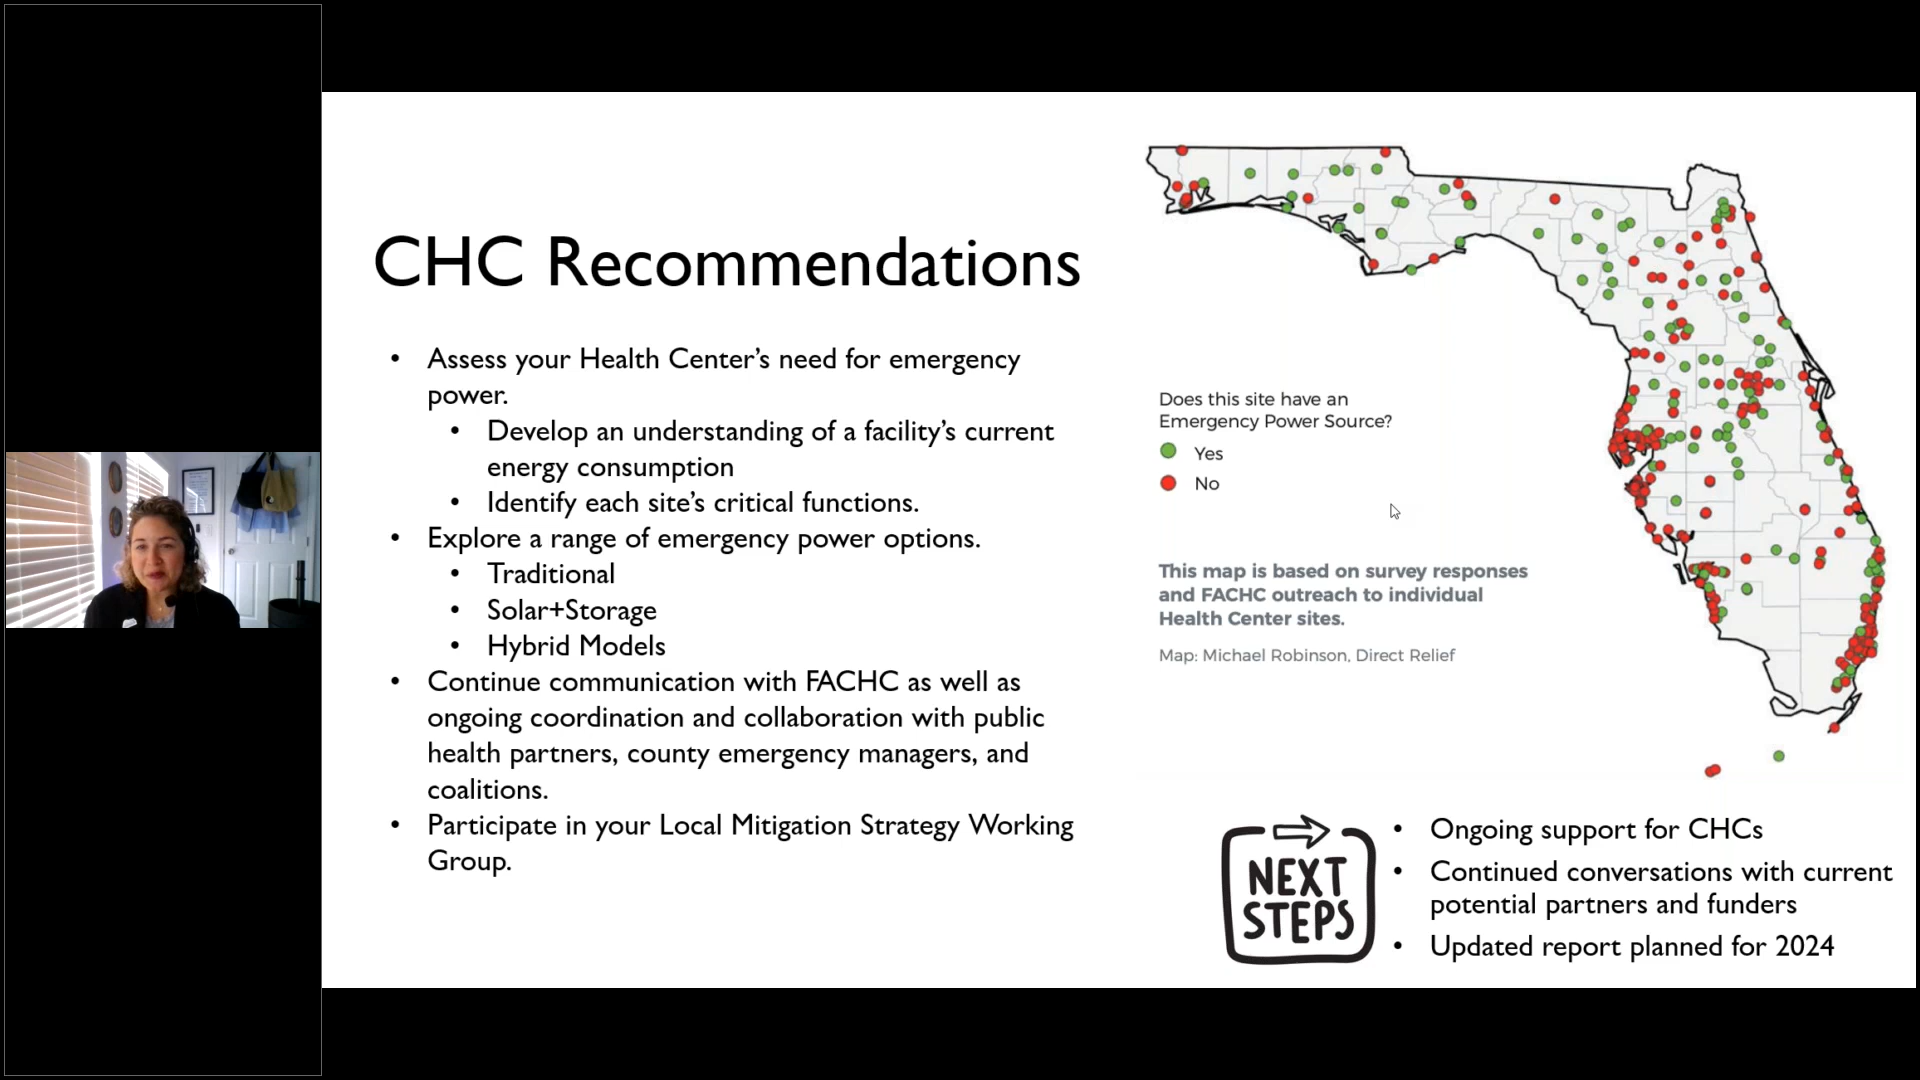 CHC Recommendations
• Assess your Health Center's need for emergency
power.
• Develop an understanding of a facility's current
energy consumption
• Identify each site's critical functions.
• Explore a range of emergency power options.
• Traditional
• Solar+Storage
• Hybrid Models
• Continue communication with FACHC as well as
ongoing coordination and collaboration with public
health partners, county emergency managers, and
coalitions.
• Participate in your Local Mitigation Strategy Working
Group.
Does this site have an
Emergency Power Source?
Yes
No
This map is based on survey responses
and FACHC outreach to individual
Health Center sites.
Map: Michael Robinson, Direct Relief
NEXT
STEPS
• Ongoing support for CHCs
• Continued conversations with current
potential partners and funders
• Updated report planned for 2024